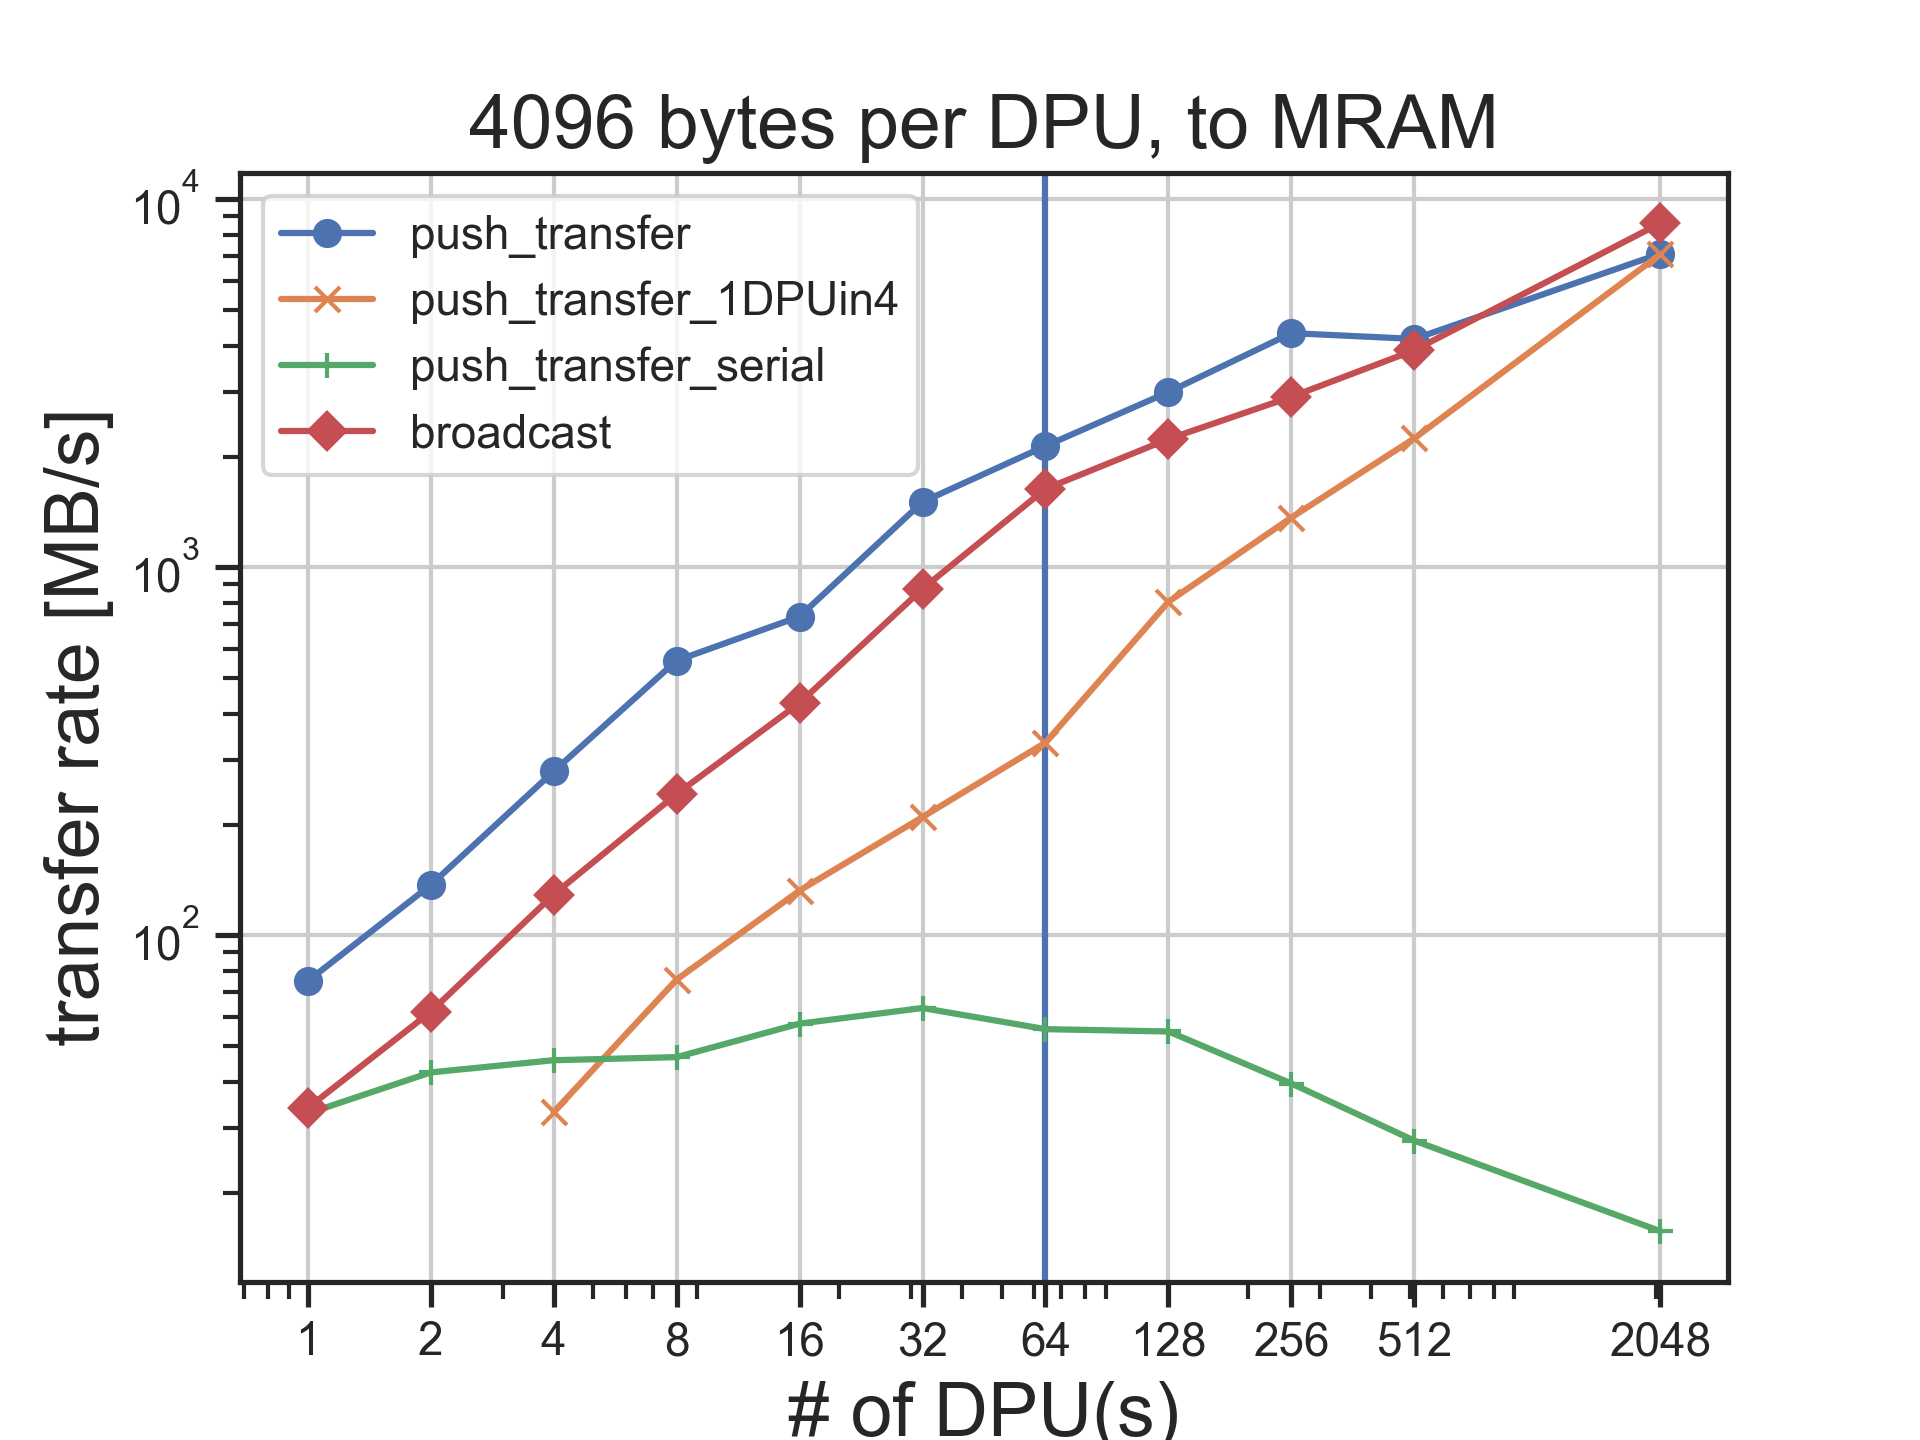 4096 bytes per DPU, to MRAM
push_transfer
push_transfer_1DPUin4
push_transfer_serial
broadcast
transfer rate [MB/s]
10^4
10^3
10^2
1 2 4 8 16 32 64 128 256 512 2048
# of DPU(s)